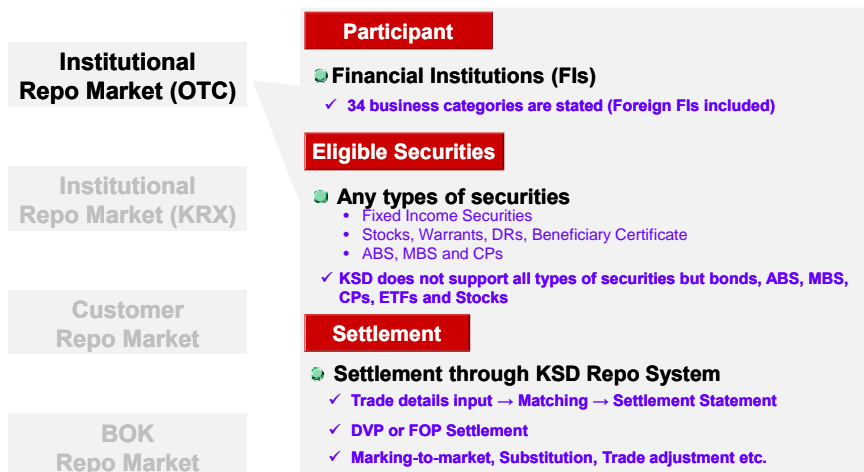 Institutional
Repo Market (OTC)
Institutional
Repo Market (KRX)
Customer
Repo Market
BOK
Repo Market
Participant
Financial Institutions (FIs)
✓ 34 business categories are stated (Foreign FIs included)
Eligible Securities
Any types of securities
• Fixed Income Securities
• Stocks, Warrants, DRs, Beneficiary Certificate
• ABS, MBS and CPs
✓ KSD does not support all types of securities but bonds, ABS, MBS,
CPs, ETFs and Stocks
Settlement
Settlement through KSD Repo System
✓ Trade details input → Matching → Settlement Statement
✓ DVP or FOP Settlement
✓ Marking-to-market, Substitution, Trade adjustment etc.